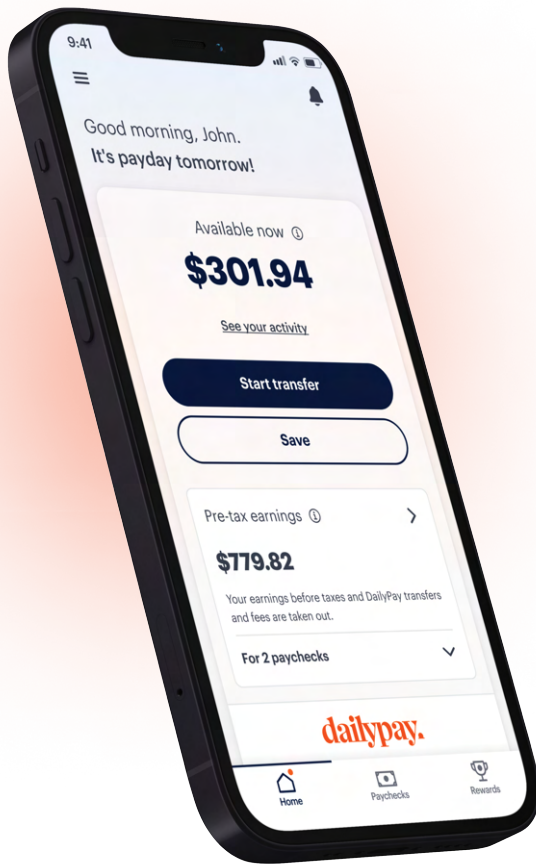 9:41
Good morning, John.
It's payday tomorrow!
Available now
$301.94
See your activity
Start transfer
Save
Pre-tax earnings
$779.82
Your earnings before taxes and DailyPay transfers
and fees are taken out.
For 2 paychecks
dailypay.
Home
Paychecks
Rewards